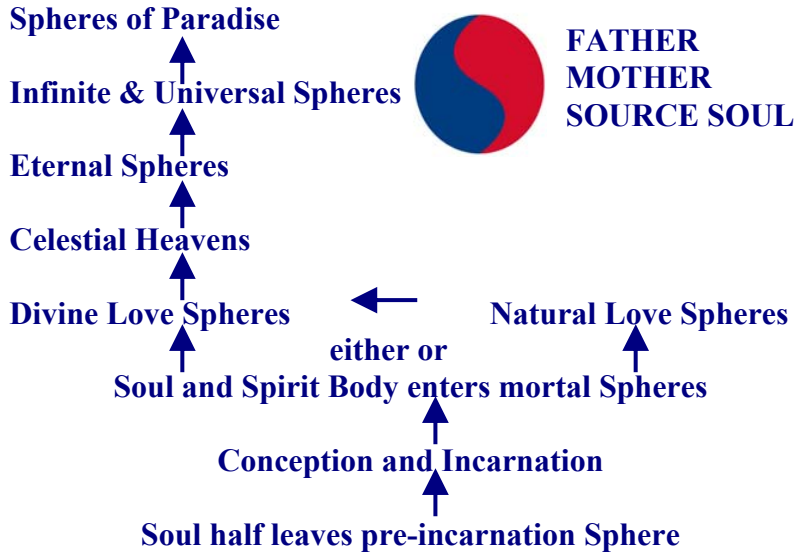 Spheres of Paradise
FATHER
MOTHER
SOURCE SOUL
Infinite & Universal Spheres
Eternal Spheres
Celestial Heavens
Divine Love Spheres
Natural Love Spheres
either or
Soul and Spirit Body enters mortal Spheres
Conception and Incarnation
Soul half leaves pre-incarnation Sphere